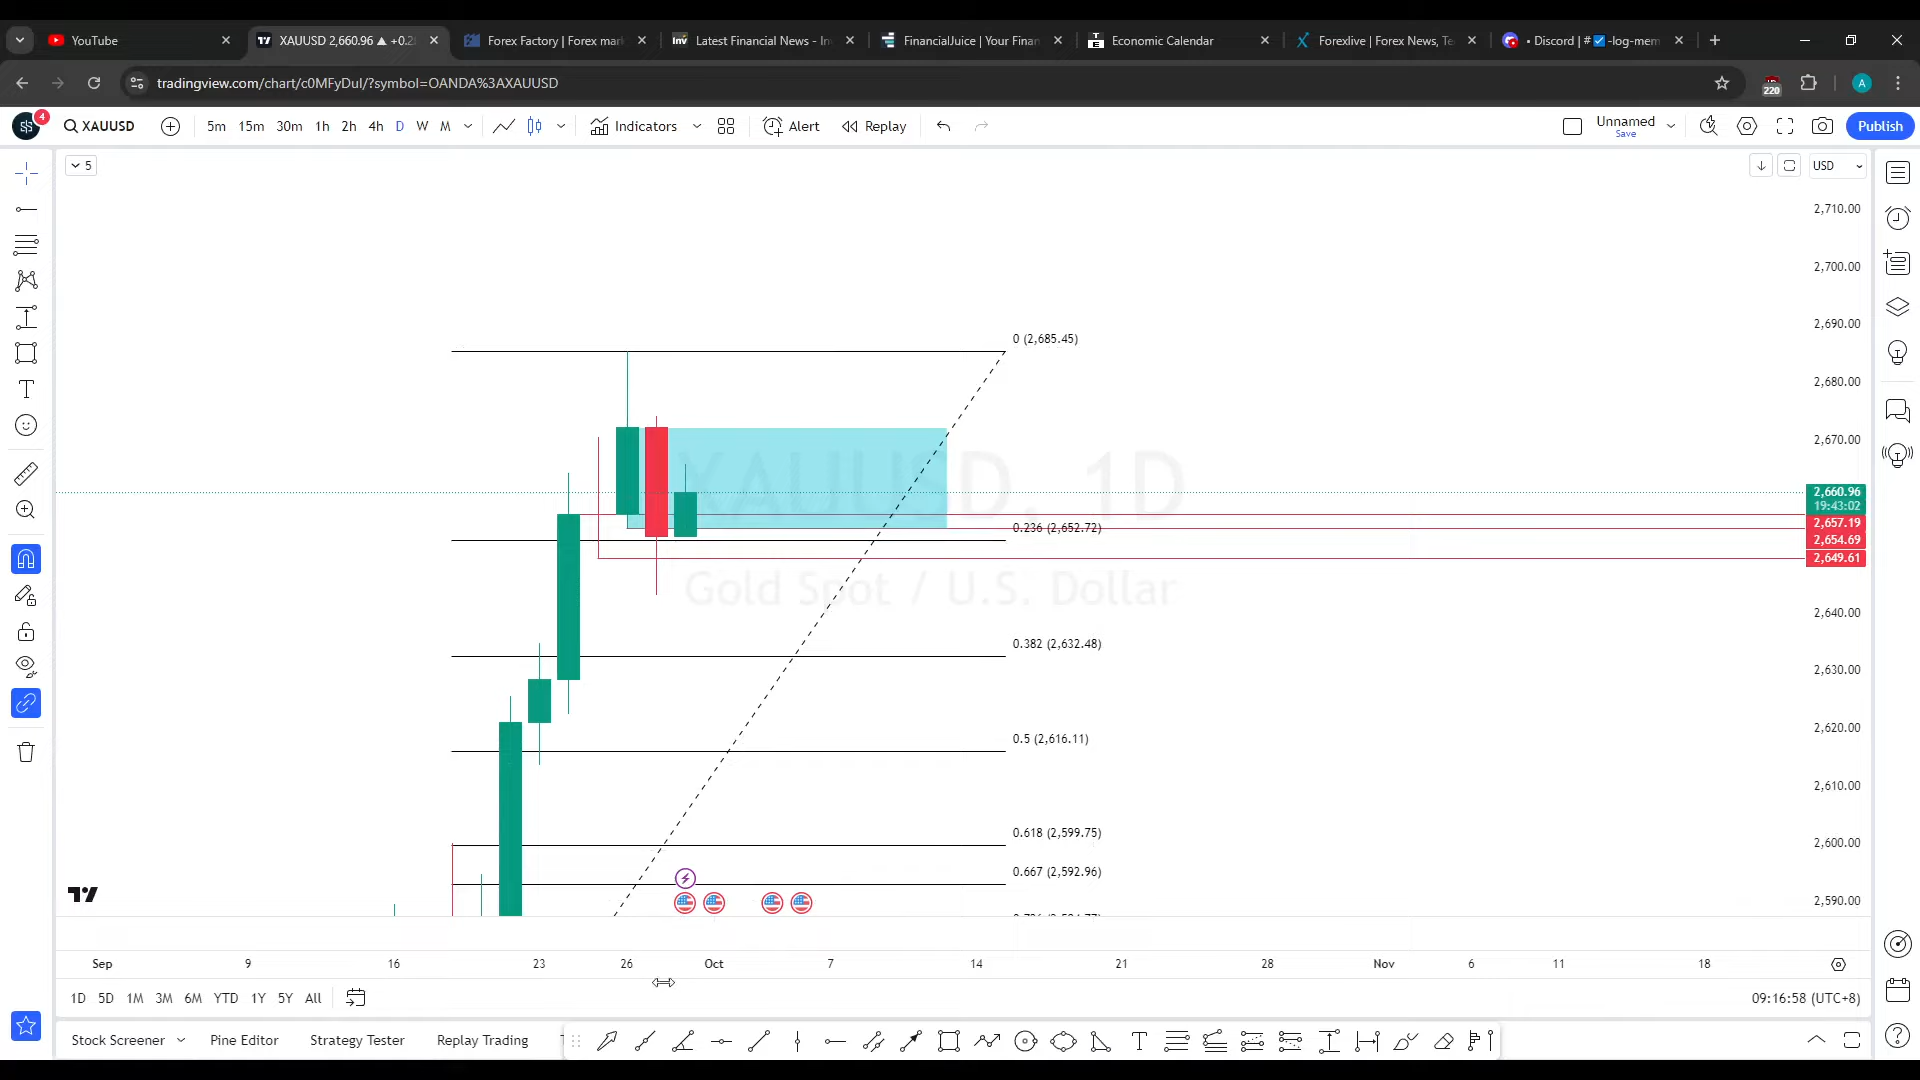 YouTube
XAUUSD 2,660.96 ▲ +0.2
Forex Factory | Forex mar
Latest Financial News - In
FinancialJuice | Your Finan
Economic Calendar
Forexlive | Forex News, Te
• Discord | #✅-log-mem
tradingview.com/chart/c0MFyDuI/?symbol=OANDA%3AXAUUSD
220
A
4
XAUUSD
5m 15m 30m 1h 2h 4h D W M
Indicators
Alert
Replay
Unnamed
Save
Publish
5
USD
2,710.00
2,700.00
2,690.00
0 (2,685.45)
2,680.00
2,670.00
XAUUSD, 1D
2,660.96
19:43:02
2,657.19
0.236 (2,652.72)
2,654.69
2,649.61
Gold Spot / U.S. Dollar
2,640.00
0.382 (2,632.48)
2,630.00
2,620.00
0.5 (2,616.11)
2,610.00
0.618 (2,599.75)
2,600.00
0.667 (2,592.96)
2,590.00
Sep 9 16 23 26 Oct 7 14 21 28 Nov 6 11 18
1D 5D 1M 3M 6M YTD 1Y 5Y All
09:16:58 (UTC+8)
Stock Screener
Pine Editor
Strategy Tester
Replay Trading